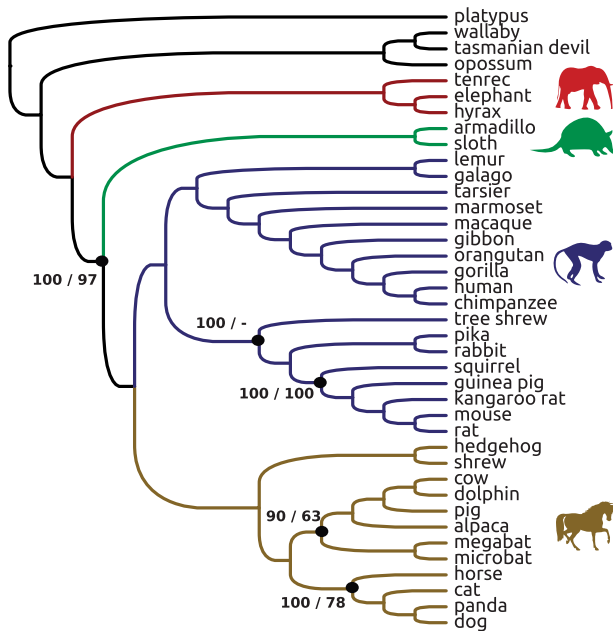 platypus
wallaby
tasmanian devil
opossum
tenrec
elephant
hyrax
armadillo
sloth
lemur
galago
tarsier
marmoset
macaque
gibbon
orangutan
gorilla
100 / 97
human
chimpanzee
100 / -
tree shrew
pika
rabbit
squirrel
guinea pig
100 / 100
kangaroo rat
mouse
rat
hedgehog
shrew
cow
dolphin
pig
90 / 63
alpaca
megabat
microbat
horse
cat
100 / 78
panda
dog